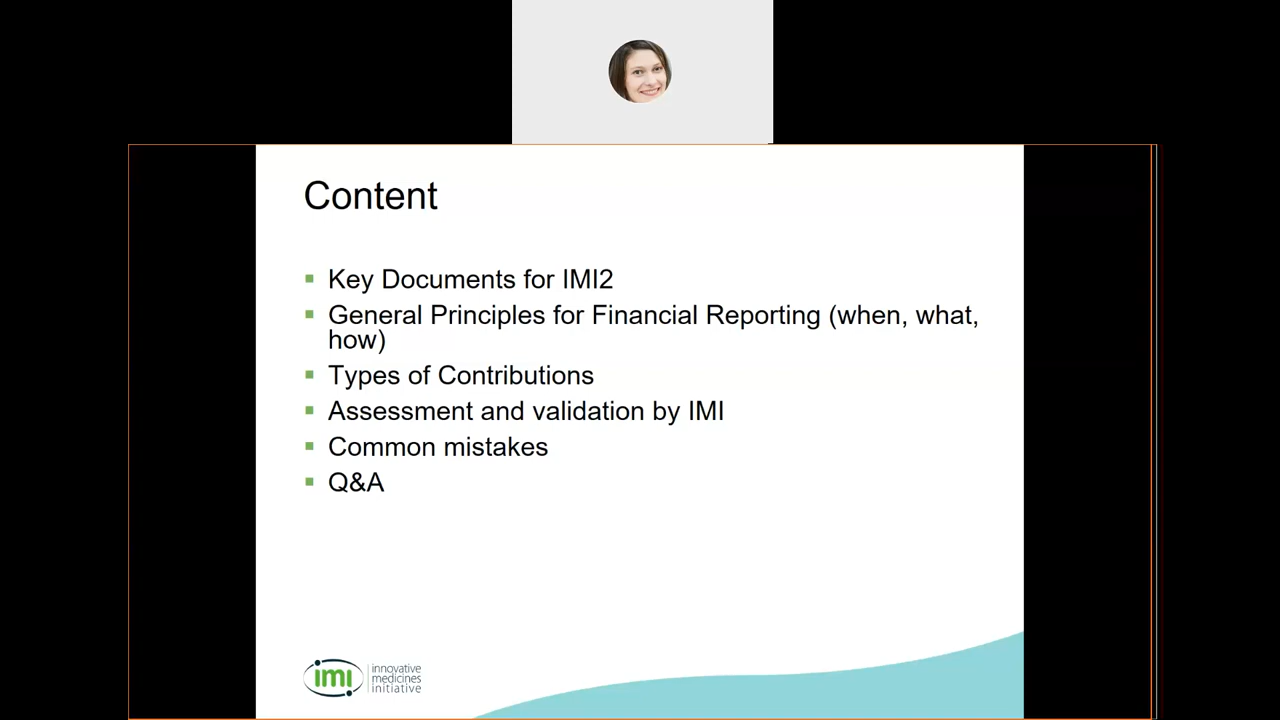 Content
Key Documents for IMI2
General Principles for Financial Reporting (when, what,
how)
Types of Contributions
Assessment and validation by IMI
Common mistakes
Q&A
imi
innovative
medicines
initiative